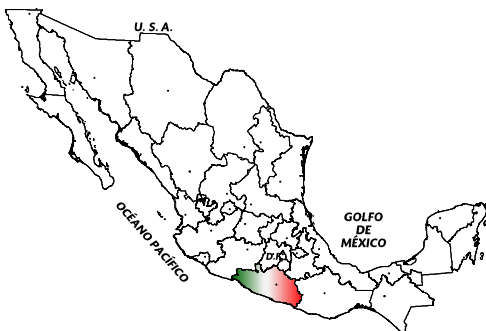 U. S. A.
OCÉANO PACÍFICO
GOLFO
DE
MÉXICO
D.F.